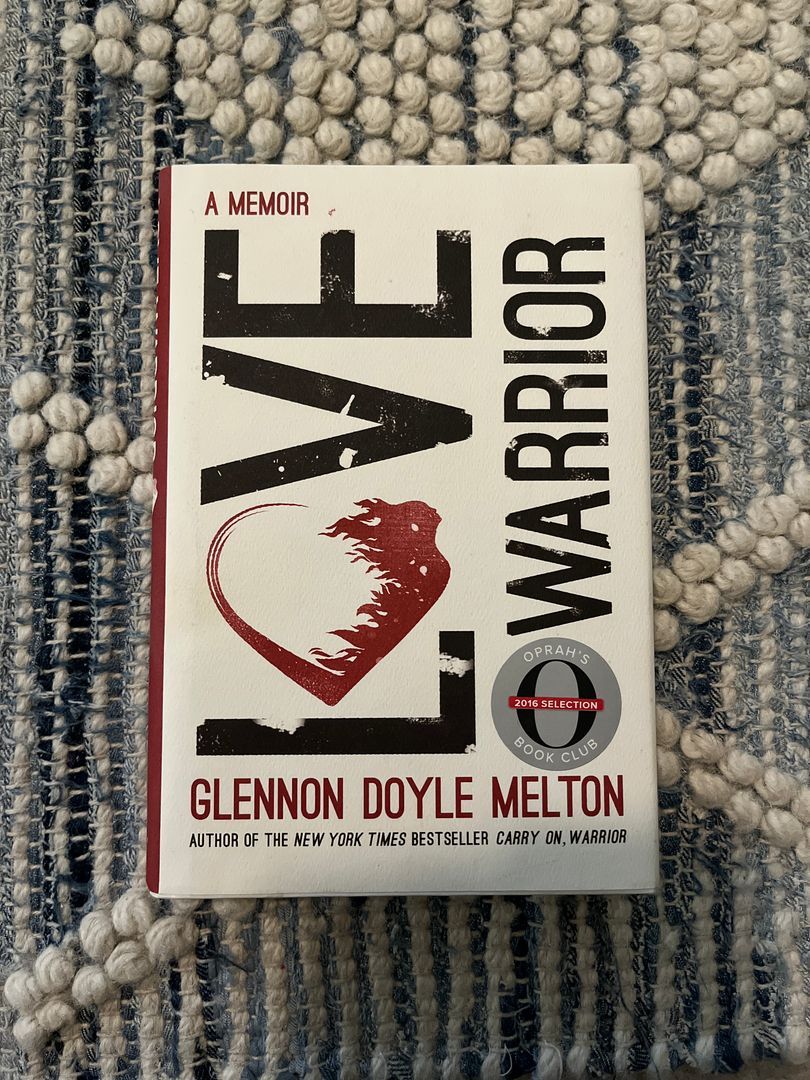 A MEMOIR
LOVE
WARRIOR
OPRAH'S
O
2016 SELECTION
BOOK CLUB
GLENNON DOYLE MELTON
AUTHOR OF THE NEW YORK TIMES BESTSELLER CARRY ON, WARRIOR